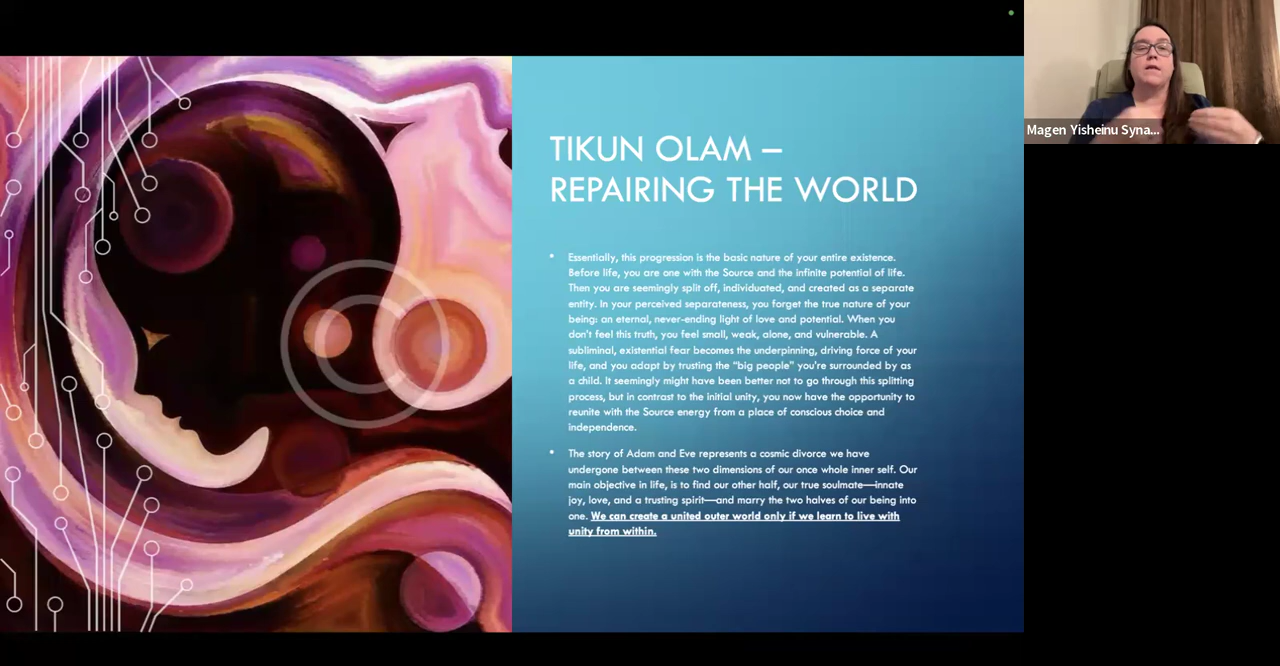 TIKUN OLAM –
REPAIRING THE WORLD
• Essentially, this progression is the basic nature of your entire existence.
Before life, you are one with the Source and the infinite potential of life.
Then you are seemingly split off, individuated, and created as a separate
entity. In your perceived separateness, you forget the true nature of your
being: an eternal, never-ending light of love and potential. When you
don't feel this truth, you feel small, weak, alone, and vulnerable. A
subliminal, existential fear becomes the underpinning, driving force of your
life, and you adapt by trusting the “big people” you're surrounded by as
a child. It seemingly might have been better not to go through this splitting
process, but in contrast to the initial unity, you now have the opportunity to
reunite with the Source energy from a place of conscious choice and
independence.
• The story of Adam and Eve represents a cosmic divorce we have
undergone between these two dimensions of our once whole inner self. Our
main objective in life, is to find our other half, our true soulmate—innate
joy, love, and a trusting spirit—and marry the two halves of our being into
one. We can create a united outer world only if we learn to live with
unity from within.
Magen Yisheinu Syna...